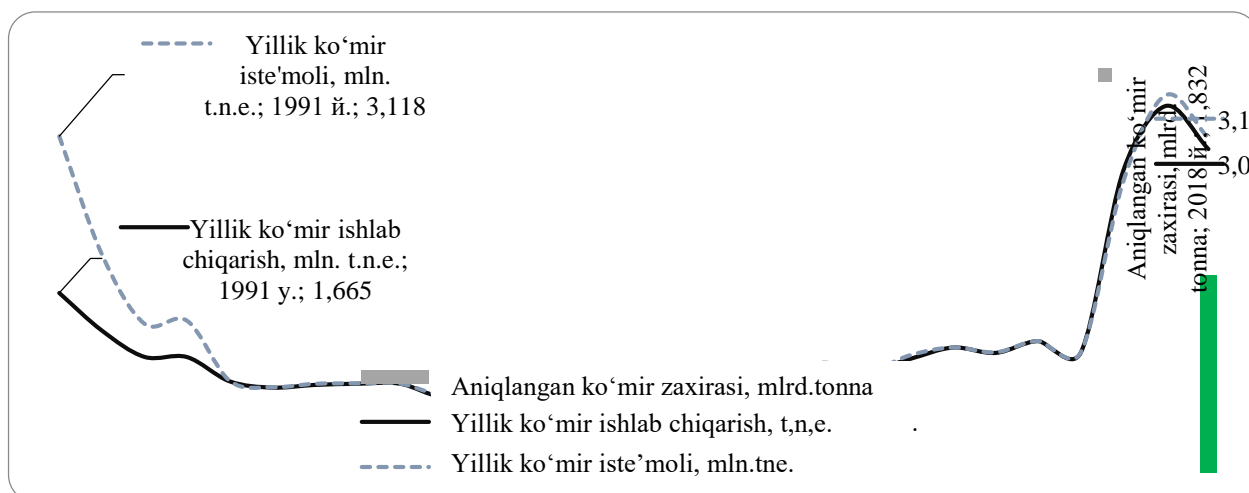 Yillik ko‘mir
iste'moli, mln.
t.n.e.; 1991 й.; 3,118
Yillik ko‘mir ishlab
chiqarish, mln. t.n.e.;
1991 y.; 1,665
Aniqlangan ko‘mir
zaxirasi, mlrd.
tonna; 2018 й.; ,832
3,1
3,0
Aniqlangan ko‘mir zaxirasi, mlrd.tonna
Yillik ko‘mir ishlab chiqarish, t,n,e.
.
Yillik ko‘mir iste’moli, mln.tne.